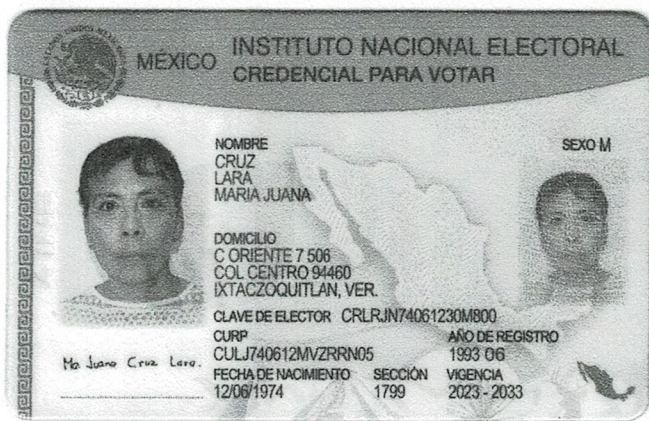 MÉXICO
INSTITUTO NACIONAL ELECTORAL
CREDENCIAL PARA VOTAR
NOMBRE
CRUZ
LARA
MARIA JUANA
SEXO M
DOMICILIO
C ORIENTE 7 506
COL CENTRO 94460
IXTACZOQUITLAN, VER.
CLAVE DE ELECTOR CRLRJN74061230M800
CURP
CULJ740612MVZRRN05
AÑO DE REGISTRO
1993 06
FECHA DE NACIMIENTO
12/06/1974
SECCIÓN
1799
VIGENCIA
2023 - 2033
Ma Juana Cruz Lara.